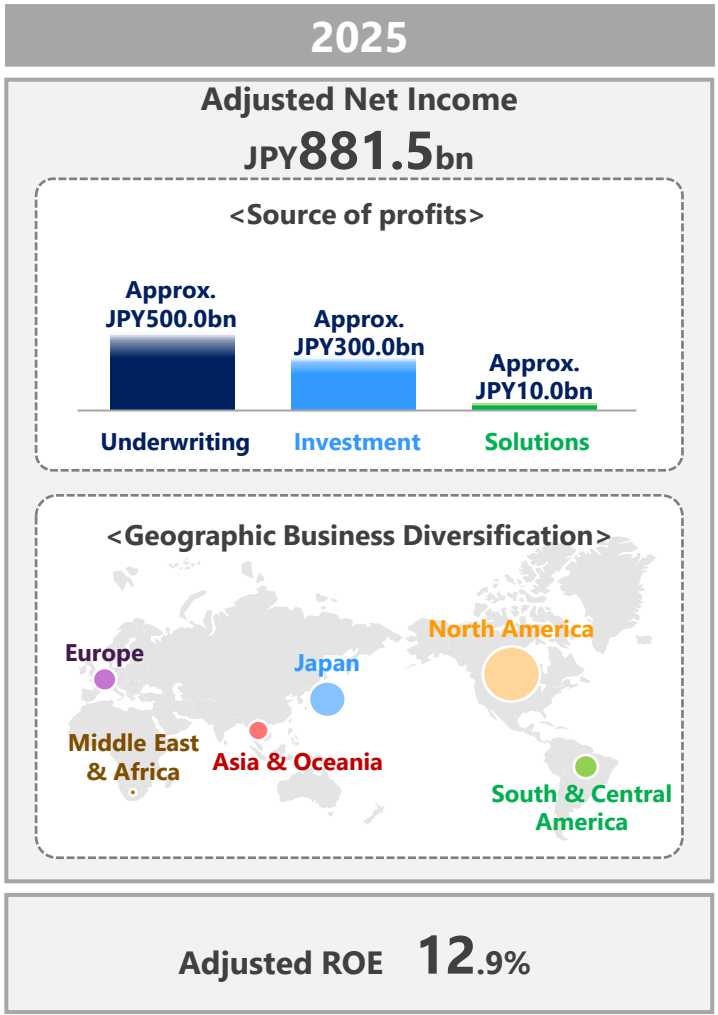 2025
Adjusted Net Income
JPY881.5bn
<Source of profits>
Approx.
JPY500.0bn
Approx.
JPY300.0bn
Approx.
JPY10.0bn
Underwriting
Investment
Solutions
<Geographic Business Diversification>
North America
Europe
Japan
Middle East
& Africa
Asia & Oceania
South & Central
America
Adjusted ROE 12.9%